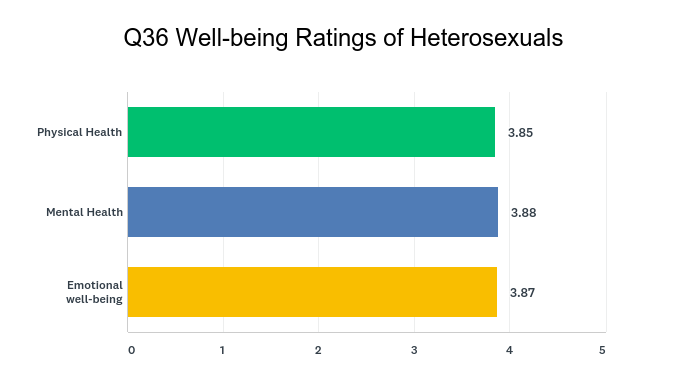 Q36 Well-being Ratings of Heterosexuals
Physical Health
3.85
Mental Health
3.88
Emotional
well-being
3.87
0 1 2 3 4 5